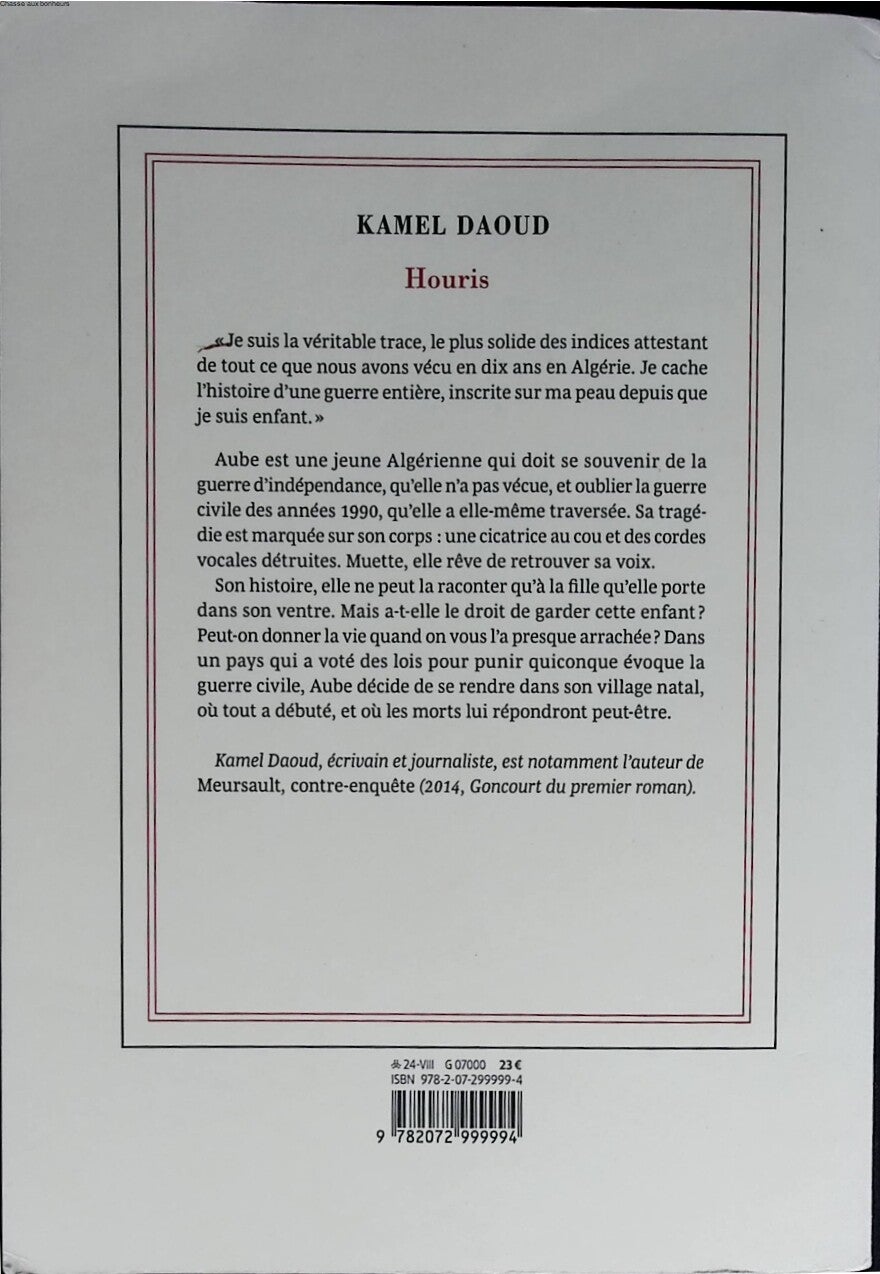 Chasse aux bonheurs
KAMEL DAOUD
Houris
«Je suis la véritable trace, le plus solide des indices attestant
de tout ce que nous avons vécu en dix ans en Algérie. Je cache
l'histoire d'une guerre entière, inscrite sur ma peau depuis que
je suis enfant.»
Aube est une jeune Algérienne qui doit se souvenir de la
guerre d'indépendance, qu'elle n'a pas vécue, et oublier la guerre
civile des années 1990, qu'elle a elle-même traversée. Sa tragé-
die est marquée sur son corps : une cicatrice au cou et des cordes
vocales détruites. Muette, elle rêve de retrouver sa voix.
Son histoire, elle ne peut la raconter qu'à la fille qu'elle porte
dans son ventre. Mais a-t-elle le droit de garder cette enfant?
Peut-on donner la vie quand on vous l'a presque arrachée? Dans
un pays qui a voté des lois pour punir quiconque évoque la
guerre civile, Aube décide de se rendre dans son village natal,
où tout a débuté, et où les morts lui répondront peut-être.
Kamel Daoud, écrivain et journaliste, est notamment l'auteur de
Meursault, contre-enquête (2014, Goncourt du premier roman).
24-VIII G 07000 23 €
ISBN 978-2-07-299999-4
9 782072 999994